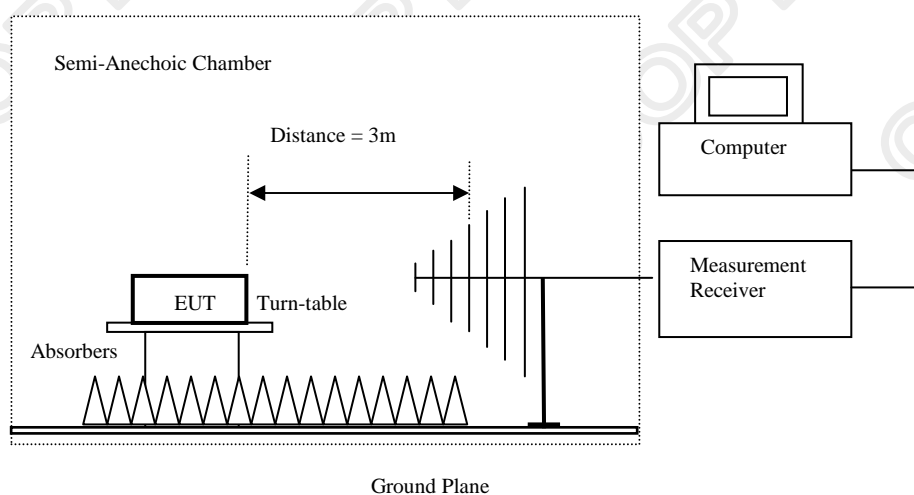 Semi-Anechoic Chamber
Distance = 3m
Computer
Measurement
Receiver
EUT
Turn-table
Absorbers
Ground Plane